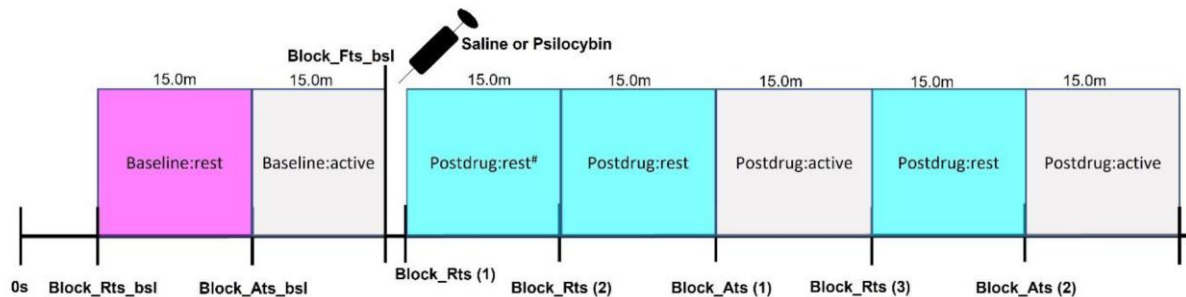 Saline or Psilocybin
Block_Fts_bsl
15.0m 15.0m 15.0m 15.0m 15.0m 15.0m 15.0m
Baseline:rest Baseline:active Postdrug:rest# Postdrug:rest Postdrug:active Postdrug:rest Postdrug:active
0s Block_Rts_bsl Block_Ats_bsl Block_Rts (1) Block_Rts (2) Block_Ats (1) Block_Rts (3) Block_Ats (2)